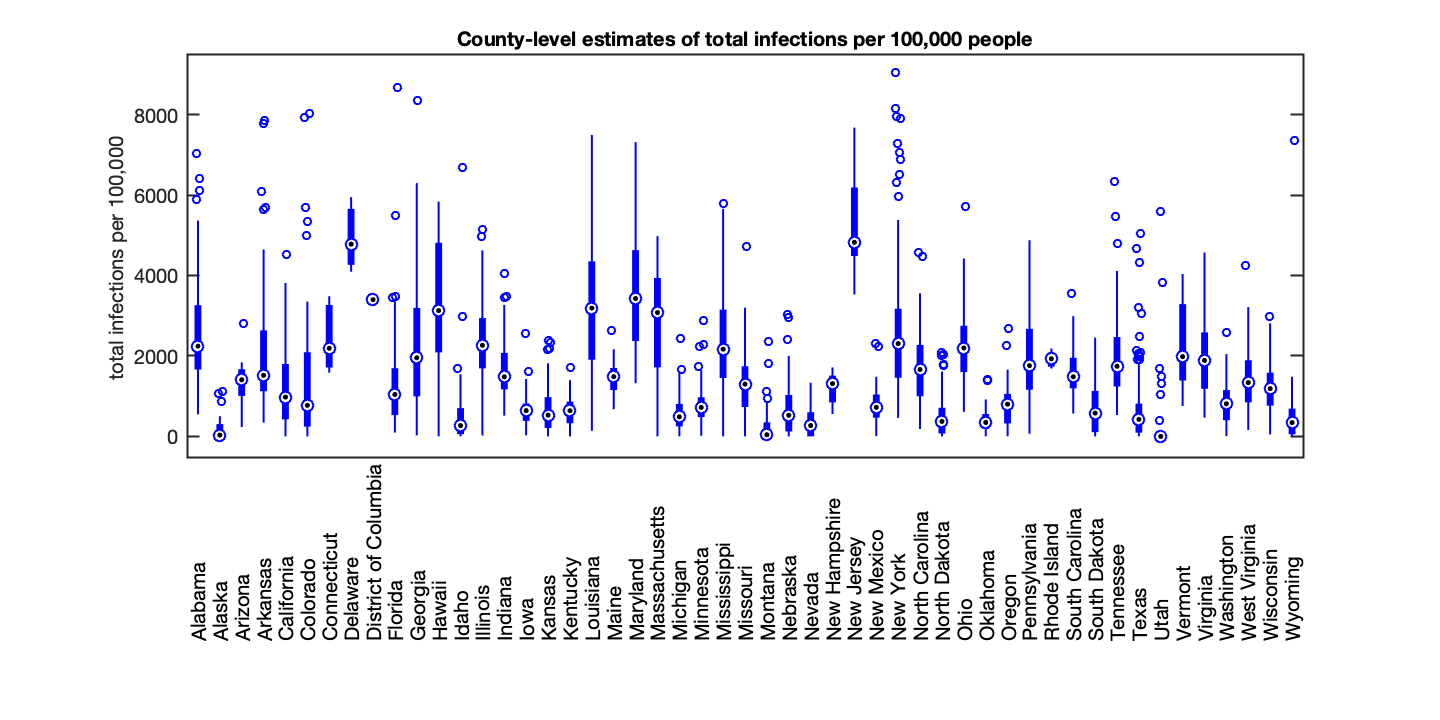 County-level estimates of total infections per 100,000 people
total infections per 100,000
8000
6000
4000
2000
0
Alabama
Alaska
Arizona
Arkansas
California
Colorado
Connecticut
Delaware
District of Columbia
Florida
Georgia
Hawaii
Idaho
Illinois
Indiana
Iowa
Kansas
Kentucky
Louisiana
Maine
Maryland
Massachusetts
Michigan
Minnesota
Mississippi
Missouri
Montana
Nebraska
Nevada
New Hampshire
New Jersey
New Mexico
New York
North Carolina
North Dakota
Ohio
Oklahoma
Oregon
Pennsylvania
Rhode Island
South Carolina
South Dakota
Tennessee
Texas
Utah
Vermont
Virginia
Washington
West Virginia
Wisconsin
Wyoming